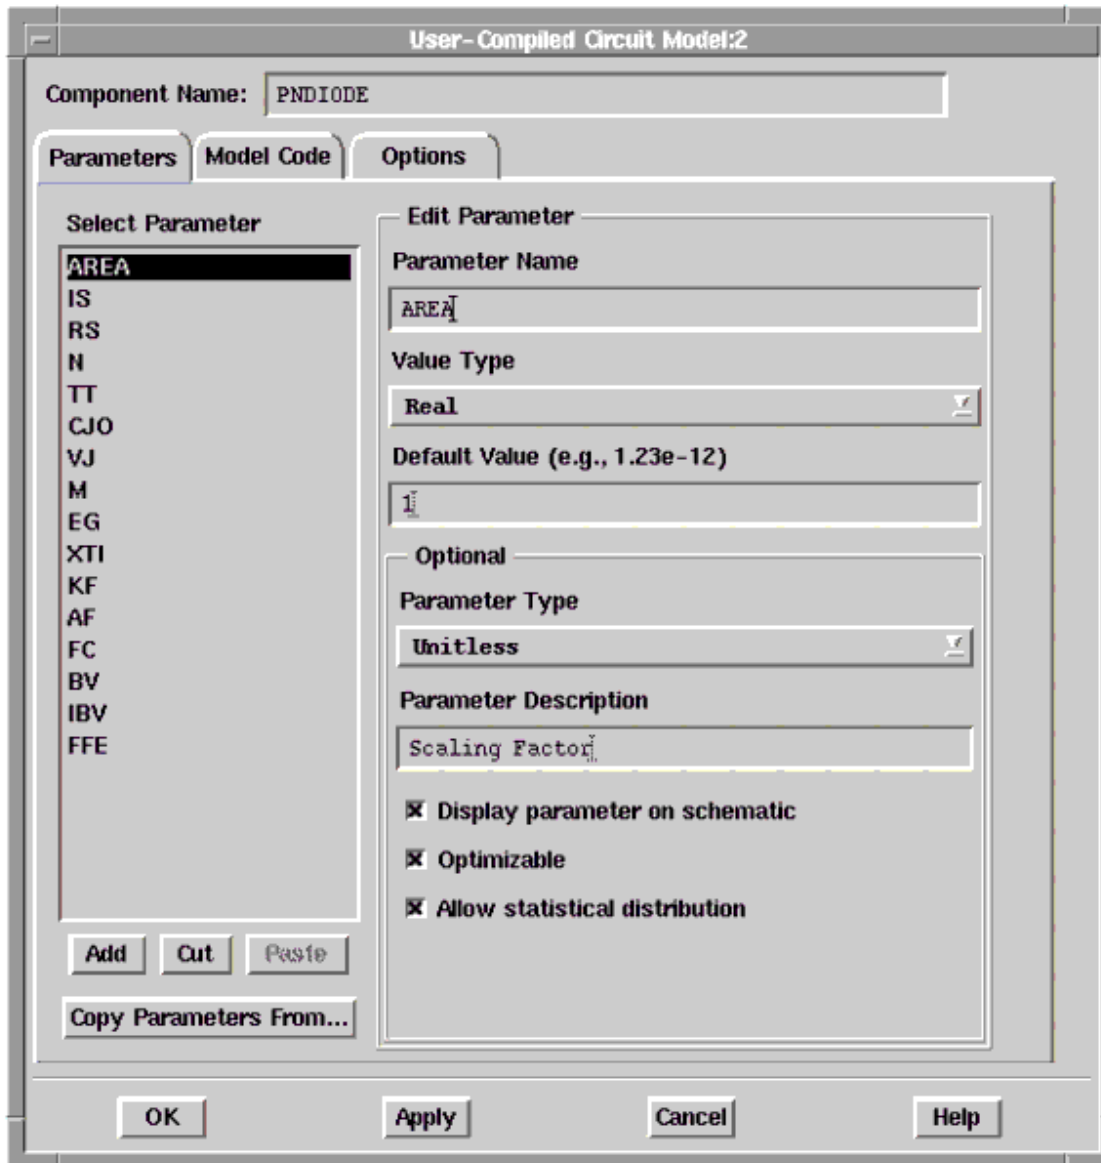 User-Compiled Circuit Model:2
Component Name: PNDIODE
Parameters Model Code Options
Select Parameter
AREA
IS
RS
N
TT
CJO
VJ
M
EG
XTI
KF
AF
FC
BV
IBV
FFE
Add Cut Paste
Copy Parameters From...
Edit Parameter
Parameter Name
AREA
Value Type
Real
Default Value (e.g., 1.23e-12)
1
Optional
Parameter Type
Unitless
Parameter Description
Scaling Factor
Display parameter on schematic
Optimizable
Allow statistical distribution
OK Apply Cancel Help